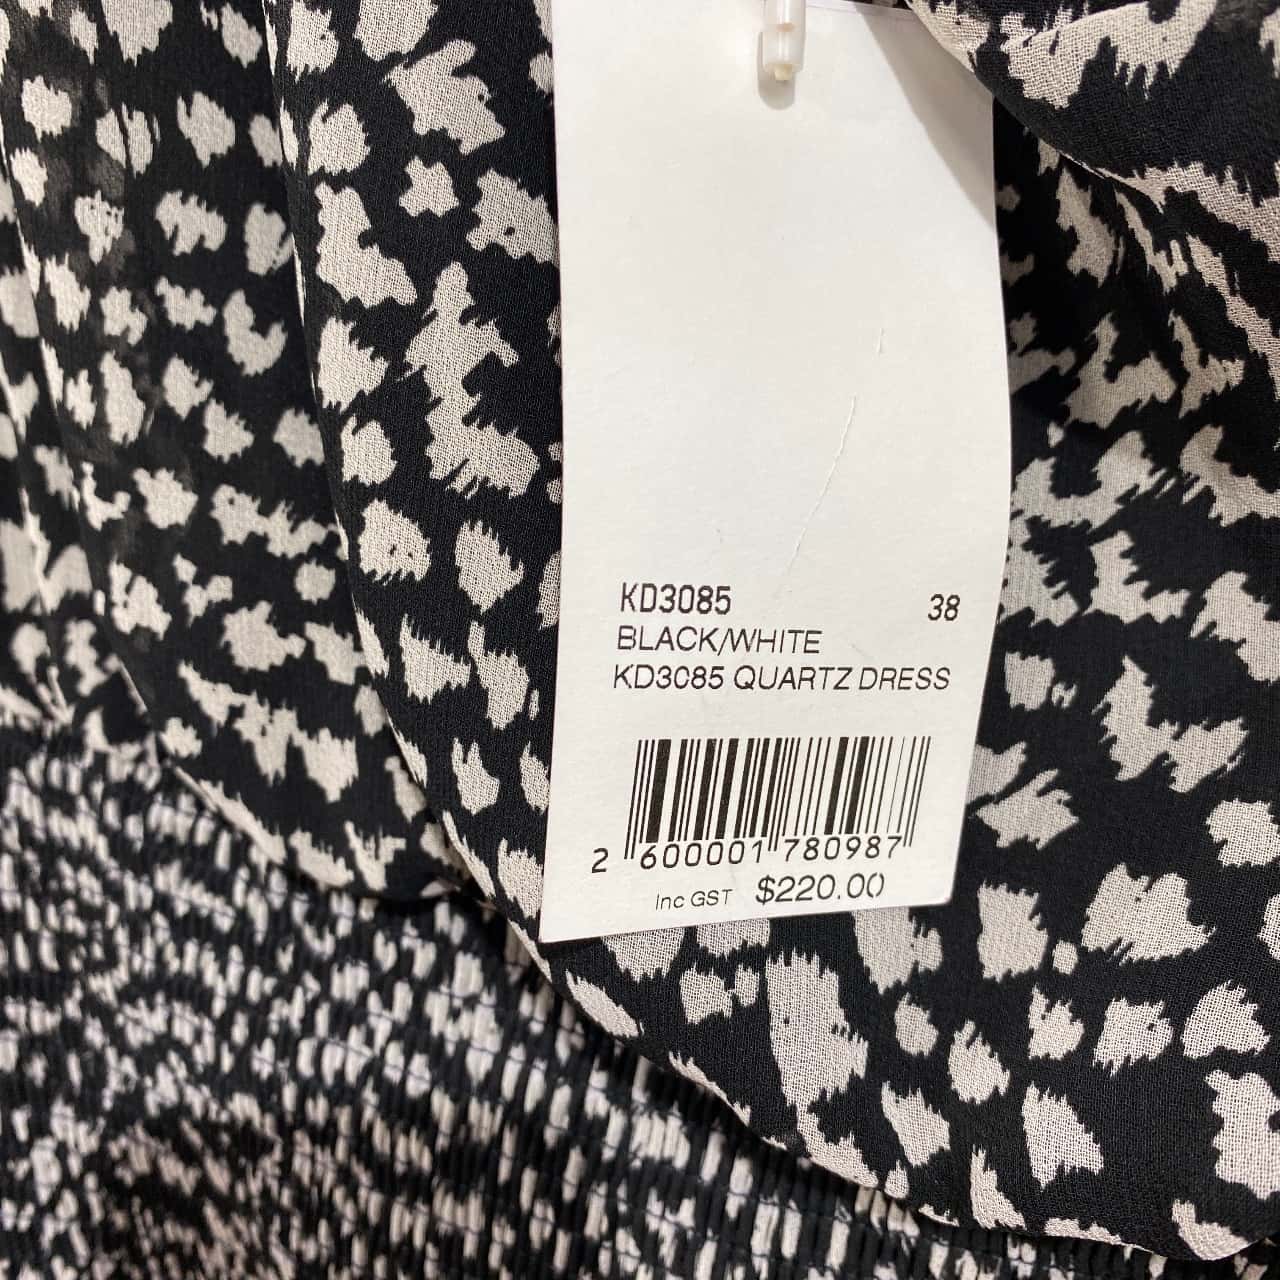 KD3085 38
BLACK/WHITE
KD3085 QUARTZ DRESS
2 600001 780987
Inc GST $220.00